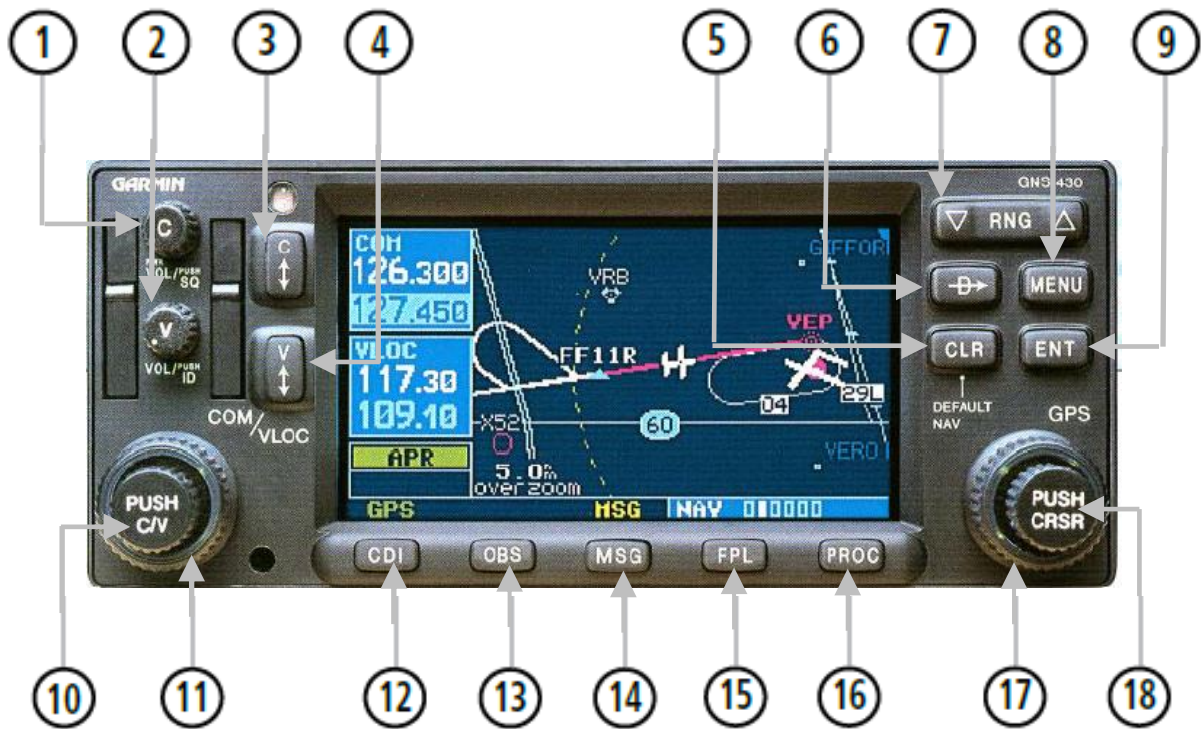 1 2 3 4 5 6 7 8 9
GARMIN
GNS 430
C
VOL/PUSH SQ
V
VOL/PUSH ID
C
V
COM/VLOC
PUSH C/V
COM
126.300
127.450
VLOC
117.30
109.10
APR
GPS
MSG
NAV
VRB
VEP
FF11R
04
29L
60
X52
5.0
overzoom
VERO
RNG
MENU
CLR
ENT
DEFAULT NAV
GPS
PUSH CRSR
CDI
OBS
MSG
FPL
PROC
10 11 12 13 14 15 16 17 18